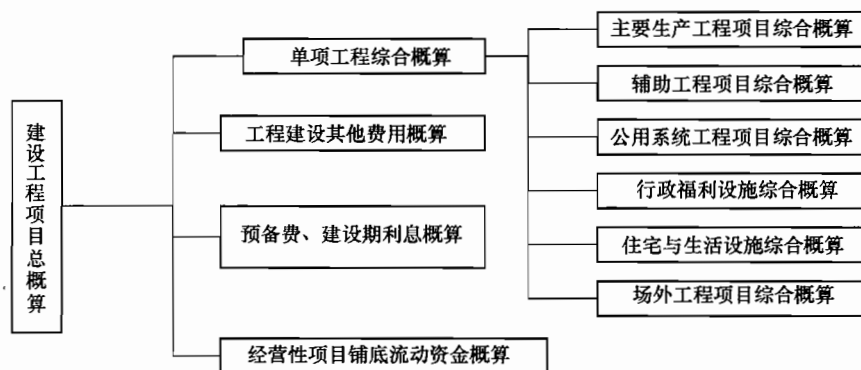 建设工程项目总概算
单项工程综合概算
工程建设其他费用概算
预备费、建设期利息概算
经营性项目铺底流动资金概算
主要生产工程项目综合概算
辅助工程项目综合概算
公用系统工程项目综合概算
行政福利设施综合概算
住宅与生活设施综合概算
场外工程项目综合概算